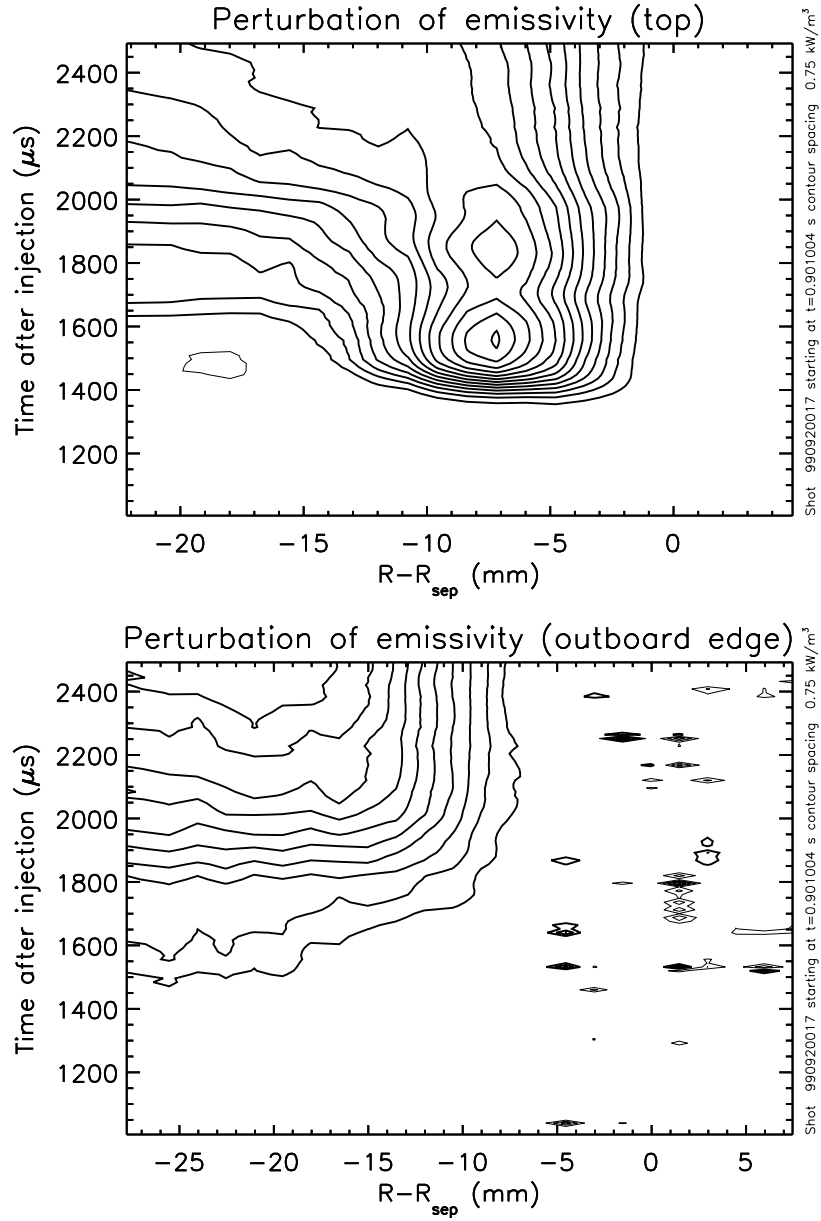 Perturbation of emissivity (top)
2400
2200
2000
1800
1600
1400
1200
Time after injection (μs)
−20 −15 −10 −5 0
R−Rsep (mm)
Shot 990920017 starting at t=0.901004 s contour spacing 0.75 kW/m³
Perturbation of emissivity (outboard edge)
2400
2200
2000
1800
1600
1400
1200
Time after injection (μs)
−25 −20 −15 −10 −5 0 5
R−Rsep (mm)
Shot 990920017 starting at t=0.901004 s contour spacing 0.75 kW/m³